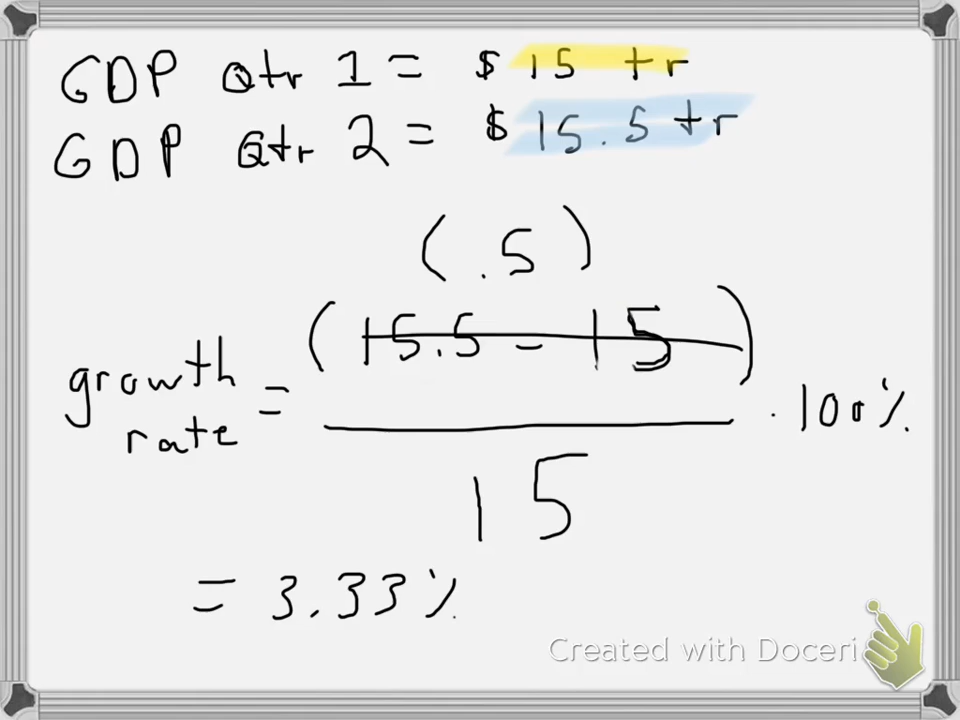 GDP Qtr 1 = $ 15 tr
GDP Qtr 2 = $ 15.5 tr
(.5)
(15.5 - 15)
growth rate = ─── · 100%
15
= 3.33%
Created with Doceri